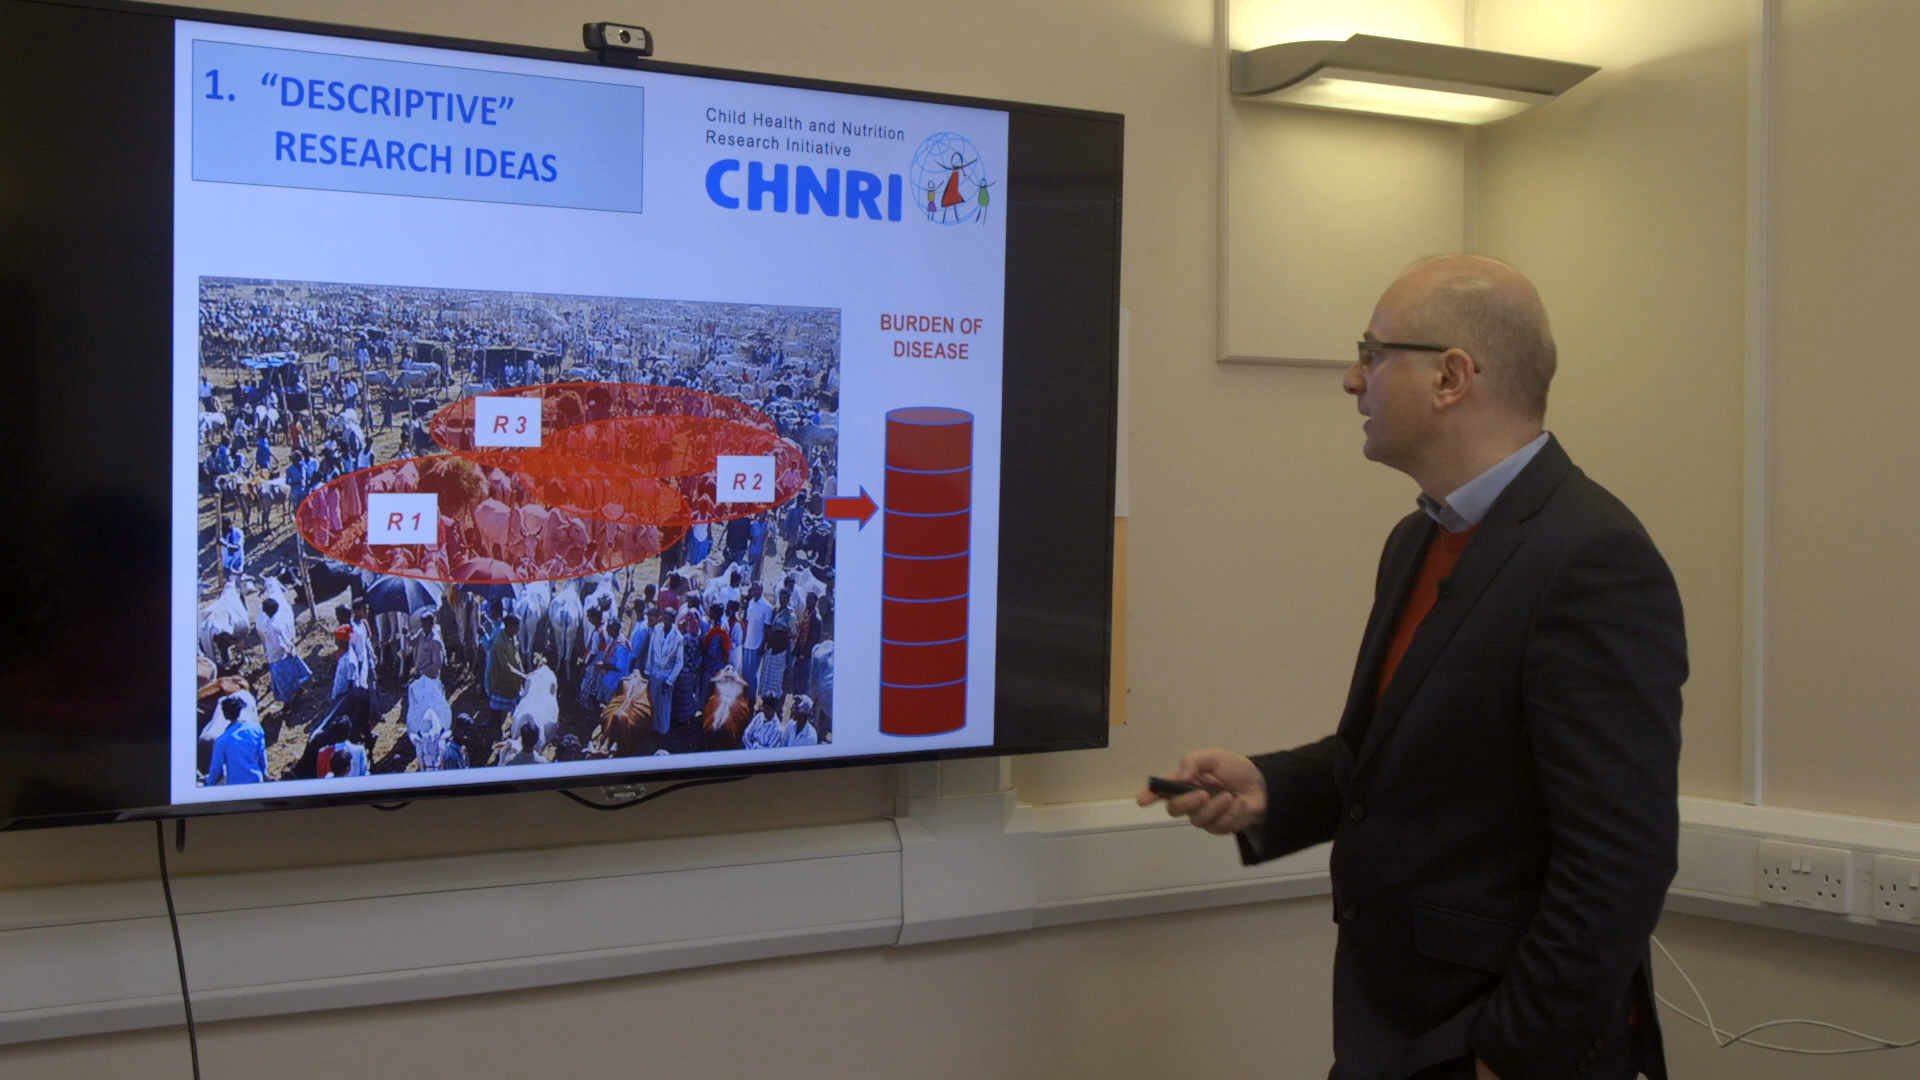 1. “DESCRIPTIVE”
RESEARCH IDEAS
Child Health and Nutrition
Research Initiative
CHNRI
BURDEN OF
DISEASE
R 3
R 2
R 1